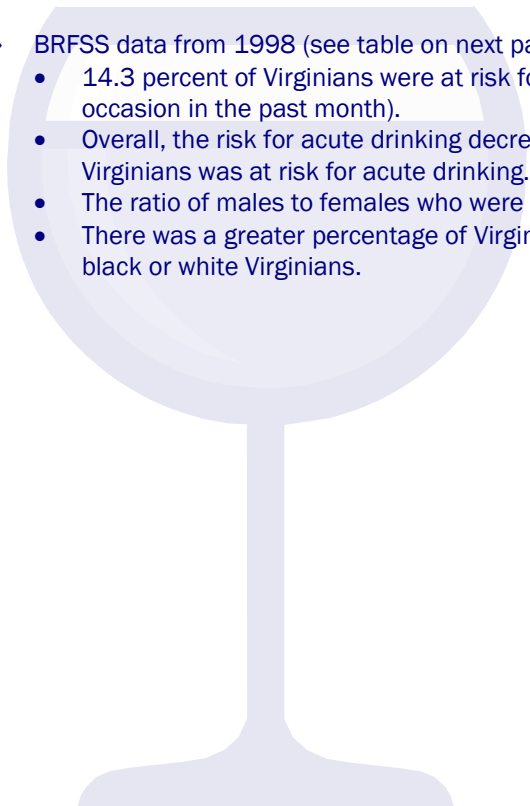 BRFSS data from 1998 (see table on next pa
• 14.3 percent of Virginians were at risk fo
occasion in the past month).
• Overall, the risk for acute drinking decre
Virginians was at risk for acute drinking.
• The ratio of males to females who were
• There was a greater percentage of Virgin
black or white Virginians.